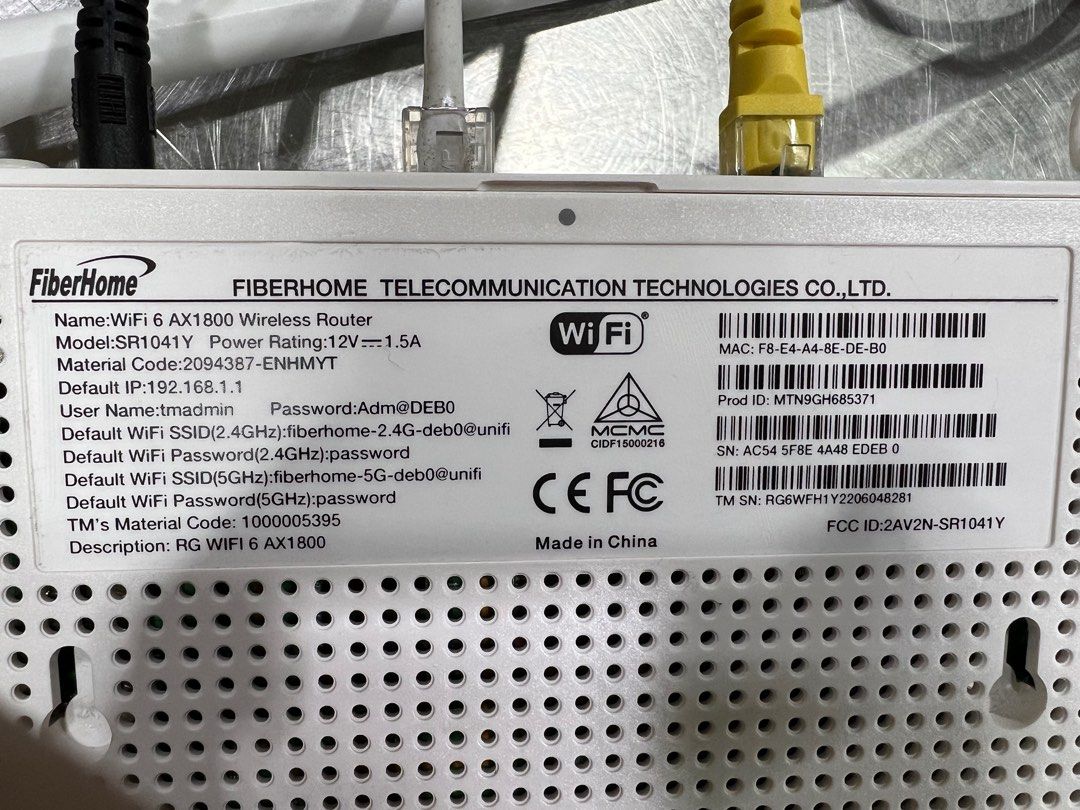 FiberHome
FIBERHOME TELECOMMUNICATION TECHNOLOGIES CO.,LTD.
Name:WiFi 6 AX1800 Wireless Router
Model:SR1041Y Power Rating:12V⎓1.5A
Material Code:2094387-ENHMYT
Default IP:192.168.1.1
User Name:tmadmin Password:Adm@DEB0
Default WiFi SSID(2.4GHz):fiberhome-2.4G-deb0@unifi
Default WiFi Password(2.4GHz):password
Default WiFi SSID(5GHz):fiberhome-5G-deb0@unifi
Default WiFi Password(5GHz):password
TM's Material Code: 1000005395
Description: RG WIFI 6 AX1800
WiFi®
MCMC
CIDF15000216
CE FC
Made in China
MAC: F8-E4-A4-8E-DE-B0
Prod ID: MTN9GH685371
SN: AC54 5F8E 4A48 EDEB 0
TM SN: RG6WFH1Y2206048281
FCC ID:2AV2N-SR1041Y